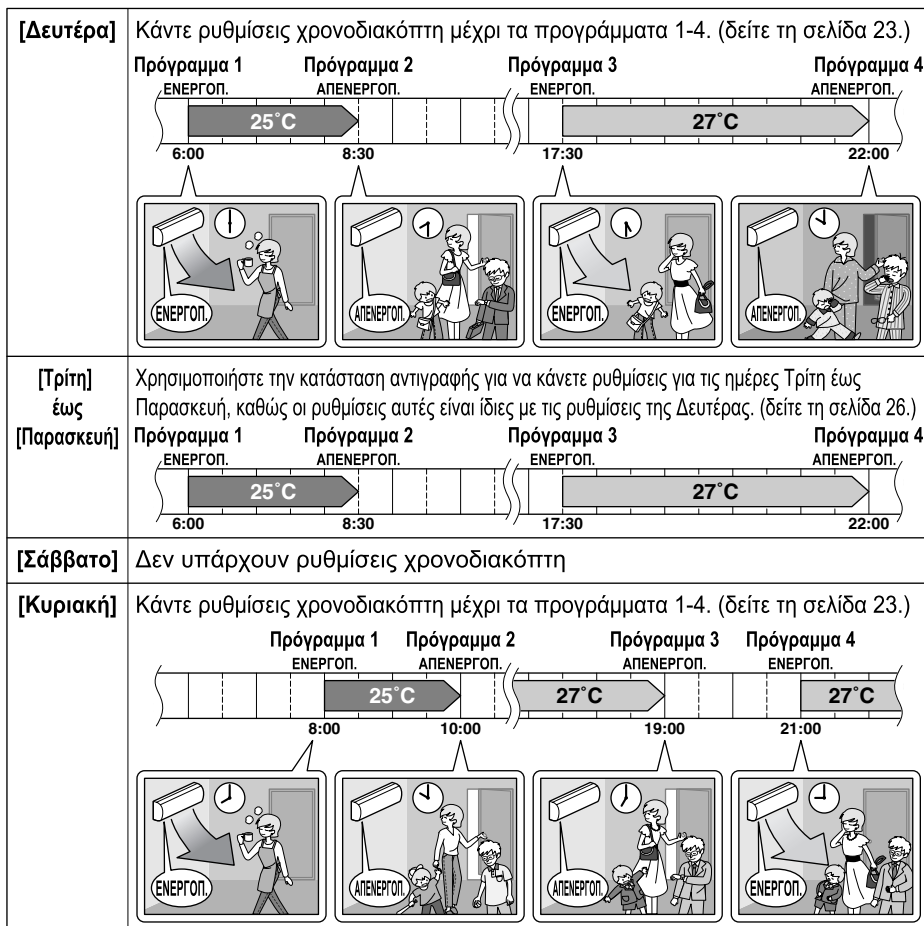 [Δευτέρα]
Κάντε ρυθμίσεις χρονοδιακόπτη μέχρι τα προγράμματα 1-4. (δείτε τη σελίδα 23.)
Πρόγραμμα 1 Πρόγραμμα 2 Πρόγραμμα 3 Πρόγραμμα 4
ΕΝΕΡΓΟΠ. ΑΠΕΝΕΡΓΟΠ. ΕΝΕΡΓΟΠ. ΑΠΕΝΕΡΓΟΠ.
25˚C 27˚C
6:00 8:30 17:30 22:00
ΕΝΕΡΓΟΠ. ΑΠΕΝΕΡΓΟΠ. ΕΝΕΡΓΟΠ. ΑΠΕΝΕΡΓΟΠ.
[Τρίτη]
έως
[Παρασκευή]
Χρησιμοποιήστε την κατάσταση αντιγραφής για να κάνετε ρυθμίσεις για τις ημέρες Τρίτη έως
Παρασκευή, καθώς οι ρυθμίσεις αυτές είναι ίδιες με τις ρυθμίσεις της Δευτέρας. (δείτε τη σελίδα 26.)
Πρόγραμμα 1 Πρόγραμμα 2 Πρόγραμμα 3 Πρόγραμμα 4
ΕΝΕΡΓΟΠ. ΑΠΕΝΕΡΓΟΠ. ΕΝΕΡΓΟΠ. ΑΠΕΝΕΡΓΟΠ.
25˚C 27˚C
6:00 8:30 17:30 22:00
[Σάββατο]
Δεν υπάρχουν ρυθμίσεις χρονοδιακόπτη
[Κυριακή]
Κάντε ρυθμίσεις χρονοδιακόπτη μέχρι τα προγράμματα 1-4. (δείτε τη σελίδα 23.)
Πρόγραμμα 1 Πρόγραμμα 2 Πρόγραμμα 3 Πρόγραμμα 4
ΕΝΕΡΓΟΠ. ΑΠΕΝΕΡΓΟΠ. ΑΠΕΝΕΡΓΟΠ. ΕΝΕΡΓΟΠ.
25˚C 27˚C 27˚C
8:00 10:00 19:00 21:00
ΕΝΕΡΓΟΠ. ΑΠΕΝΕΡΓΟΠ. ΑΠΕΝΕΡΓΟΠ. ΕΝΕΡΓΟΠ.